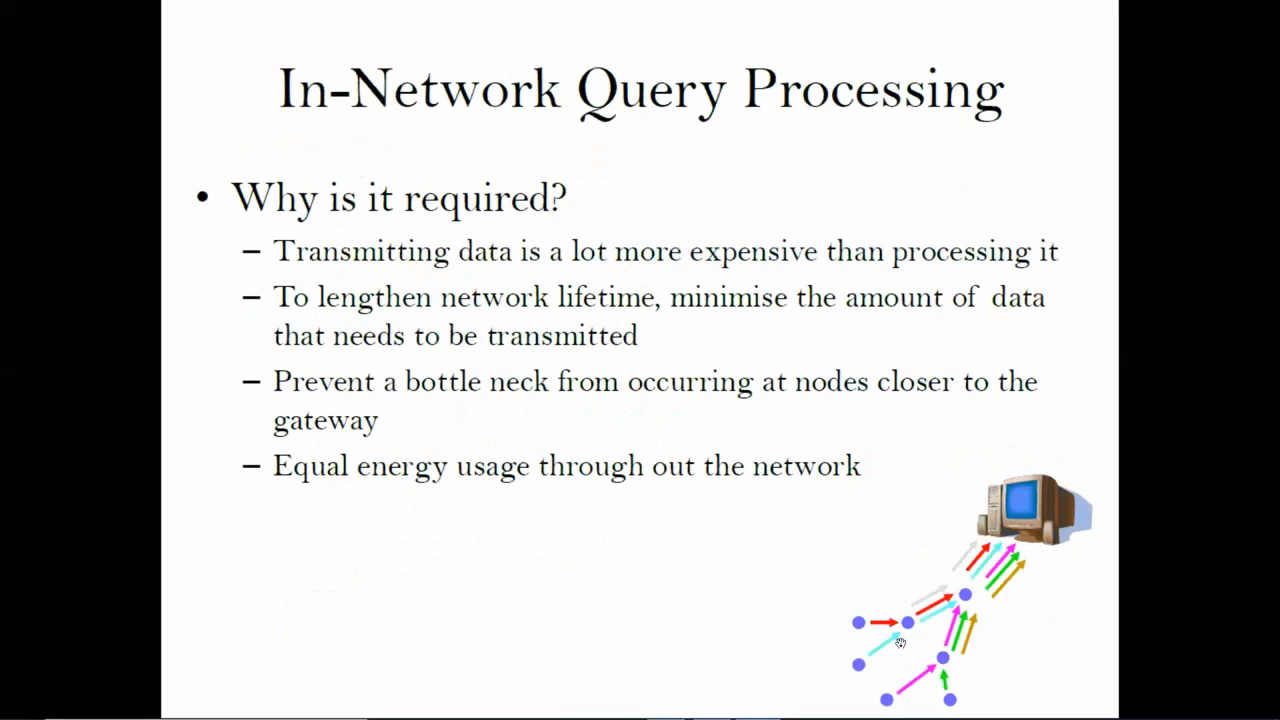 In-Network Query Processing
• Why is it required?
– Transmitting data is a lot more expensive than processing it
– To lengthen network lifetime, minimise the amount of data
that needs to be transmitted
– Prevent a bottle neck from occurring at nodes closer to the
gateway
– Equal energy usage through out the network